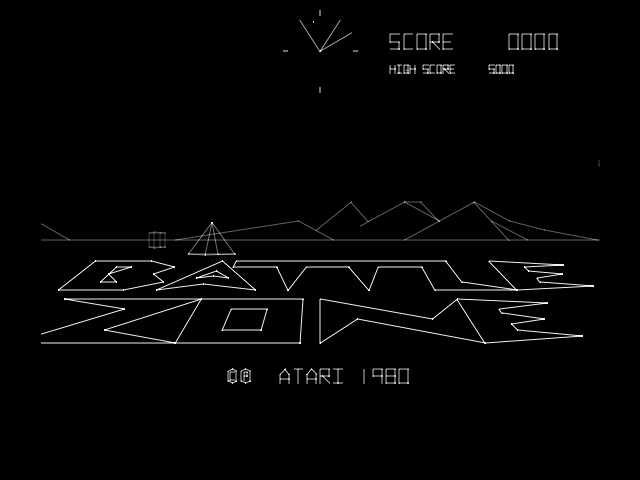 SCORE 0000
HIGH SCORE 5000
BATTLE
ZONE
©℗ ATARI 1980